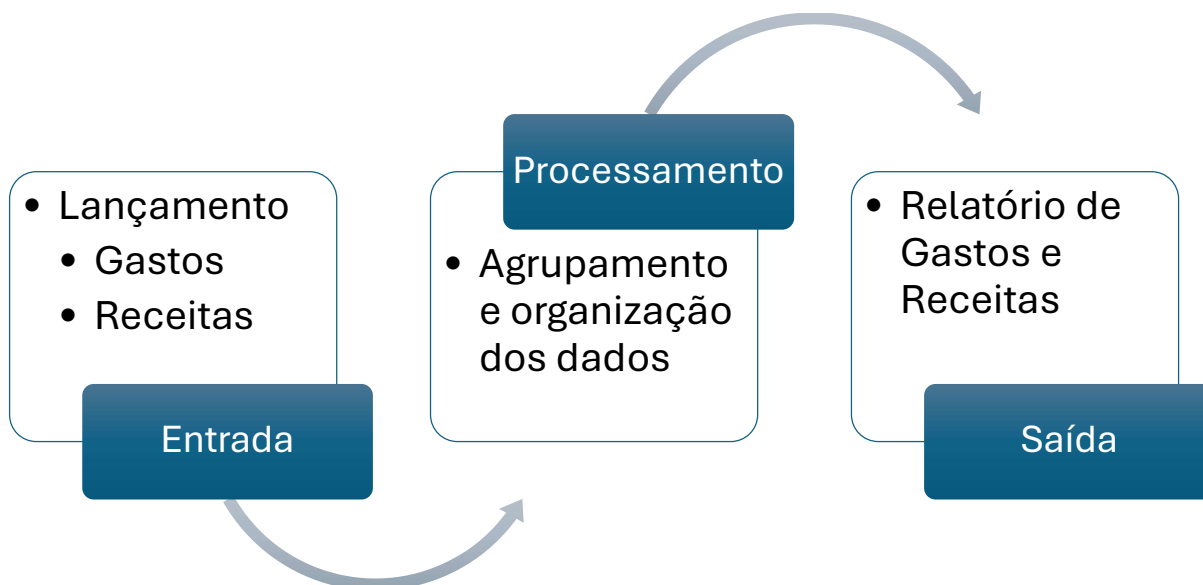 • Lançamento
• Gastos
• Receitas
Entrada
Processamento
• Agrupamento
e organização
dos dados
• Relatório de
Gastos e
Receitas
Saída